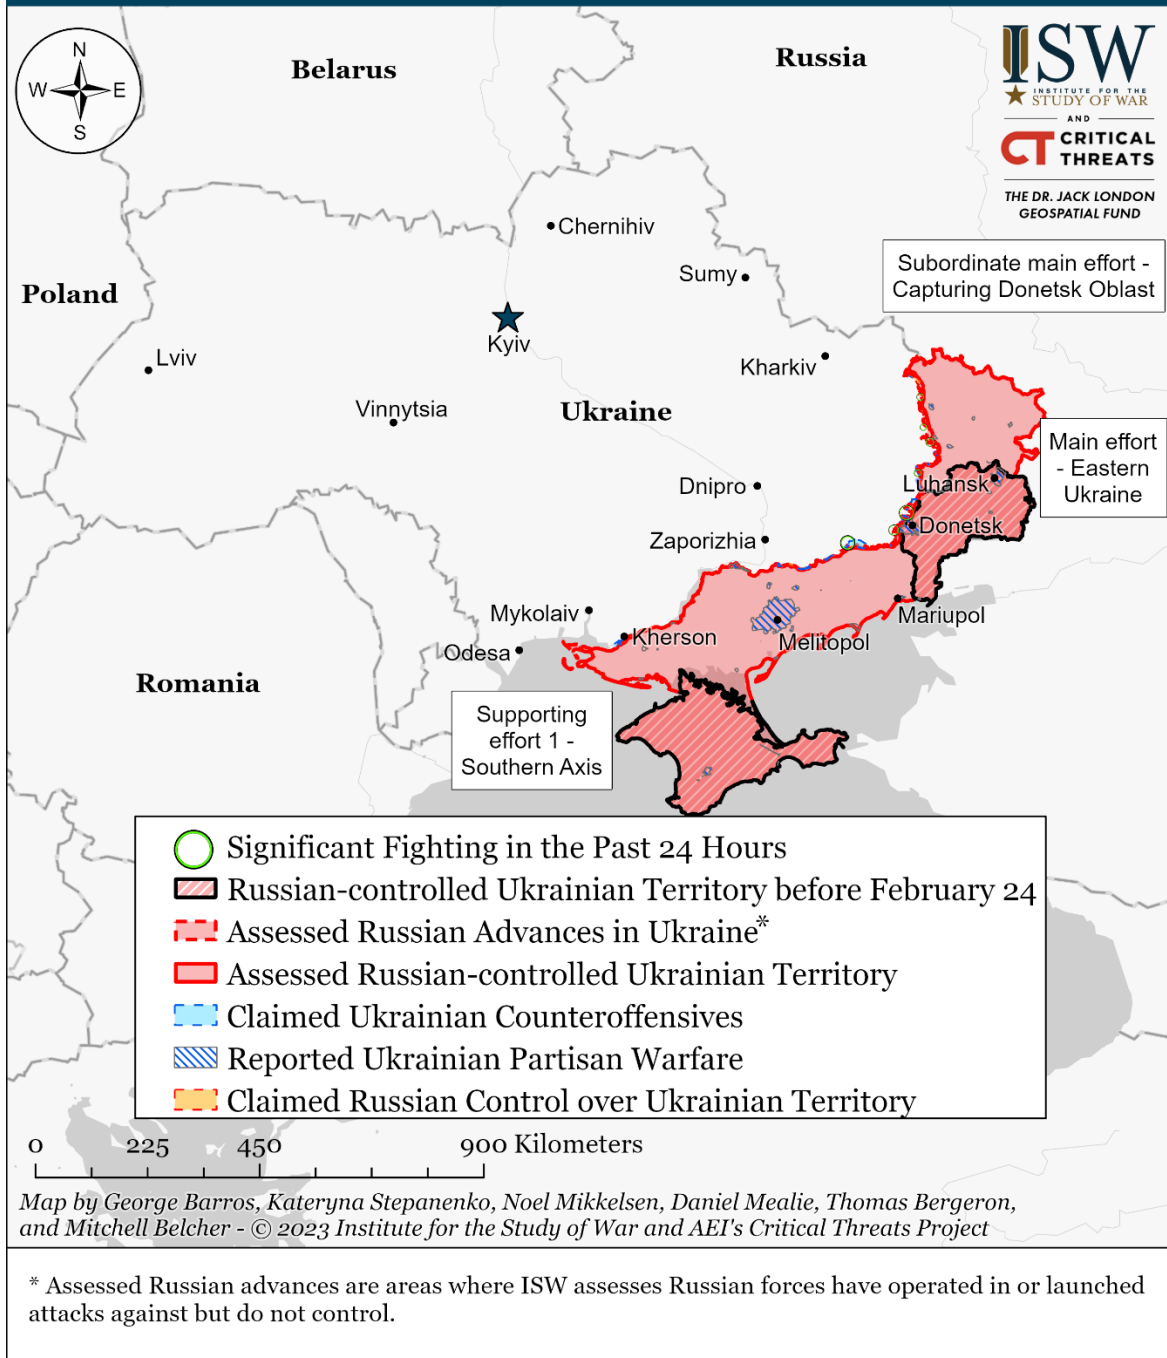 N
W
E
S
Belarus
Russia
ISW
INSTITUTE FOR THE
STUDY OF WAR
AND
CT CRITICAL
THREATS
THE DR. JACK LONDON
GEOSPATIAL FUND
Chernihiv
Sumy
Subordinate main effort -
Capturing Donetsk Oblast
Poland
Kyiv
Lviv
Kharkiv
Vinnytsia
Ukraine
Main effort
- Eastern
Ukraine
Luhansk
Dnipro
Donetsk
Zaporizhia
Mykolaiv
Mariupol
Kherson
Melitopol
Odesa
Romania
Supporting
effort 1 -
Southern Axis
Significant Fighting in the Past 24 Hours
Russian-controlled Ukrainian Territory before February 24
Assessed Russian Advances in Ukraine*
Assessed Russian-controlled Ukrainian Territory
Claimed Ukrainian Counteroffensives
Reported Ukrainian Partisan Warfare
Claimed Russian Control over Ukrainian Territory
0 225 450 900 Kilometers
Map by George Barros, Kateryna Stepanenko, Noel Mikkelsen, Daniel Mealie, Thomas Bergeron,
and Mitchell Belcher - © 2023 Institute for the Study of War and AEI's Critical Threats Project
* Assessed Russian advances are areas where ISW assesses Russian forces have operated in or launched
attacks against but do not control.